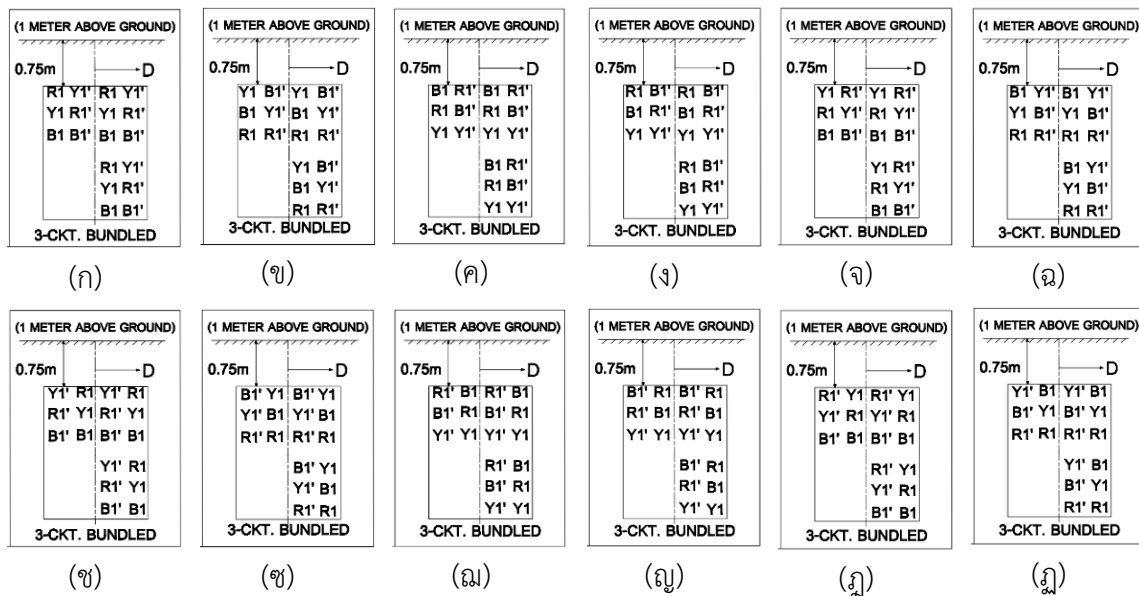 (1 METER ABOVE GROUND)
0.75m D
R1 Y1' R1 Y1'
Y1 R1' Y1 R1'
B1 B1' B1 B1'
R1 Y1'
Y1 R1'
B1 B1'
3-CKT. BUNDLED
(ก)
(1 METER ABOVE GROUND)
0.75m D
Y1 B1' Y1 B1'
B1 Y1' B1 Y1'
R1 R1' R1 R1'
Y1 B1'
B1 Y1'
R1 R1'
3-CKT. BUNDLED
(ข)
(1 METER ABOVE GROUND)
0.75m D
B1 R1' B1 R1'
R1 B1' R1 B1'
Y1 Y1' Y1 Y1'
B1 R1'
R1 B1'
Y1 Y1'
3-CKT. BUNDLED
(ค)
(1 METER ABOVE GROUND)
0.75m D
R1 B1' R1 B1'
B1 R1' B1 R1'
Y1 Y1' Y1 Y1'
R1 B1'
B1 R1'
Y1 Y1'
3-CKT. BUNDLED
(ง)
(1 METER ABOVE GROUND)
0.75m D
Y1 R1' Y1 R1'
R1 Y1' R1 Y1'
B1 B1' B1 B1'
Y1 R1'
R1 Y1'
B1 B1'
3-CKT. BUNDLED
(จ)
(1 METER ABOVE GROUND)
0.75m D
B1 Y1' B1 Y1'
Y1 B1' Y1 B1'
R1 R1' R1 R1'
B1 Y1'
Y1 B1'
R1 R1'
3-CKT. BUNDLED
(ฉ)
(1 METER ABOVE GROUND)
0.75m D
Y1' R1 Y1' R1
R1' Y1 R1' Y1
B1' B1 B1' B1
Y1' R1
R1' Y1
B1' B1
3-CKT. BUNDLED
(ช)
(1 METER ABOVE GROUND)
0.75m D
B1' Y1 B1' Y1
Y1' B1 Y1' B1
R1' R1 R1' R1
B1' Y1
Y1' B1
R1' R1
3-CKT. BUNDLED
(ซ)
(1 METER ABOVE GROUND)
0.75m D
R1' B1 R1' B1
B1' R1 B1' R1
Y1' Y1 Y1' Y1
R1' B1
B1' R1
Y1' Y1
3-CKT. BUNDLED
(ฌ)
(1 METER ABOVE GROUND)
0.75m D
B1' R1 B1' R1
R1' B1 R1' B1
Y1' Y1 Y1' Y1
B1' R1
R1' B1
Y1' Y1
3-CKT. BUNDLED
(ญ)
(1 METER ABOVE GROUND)
0.75m D
R1' Y1 R1' Y1
Y1' R1 Y1' R1
B1' B1 B1' B1
R1' Y1
Y1' R1
B1' B1
3-CKT. BUNDLED
(ฎ)
(1 METER ABOVE GROUND)
0.75m D
Y1' B1 Y1' B1
B1' Y1 B1' Y1
R1' R1 R1' R1
Y1' B1
B1' Y1
R1' R1
3-CKT. BUNDLED
(ฏ)